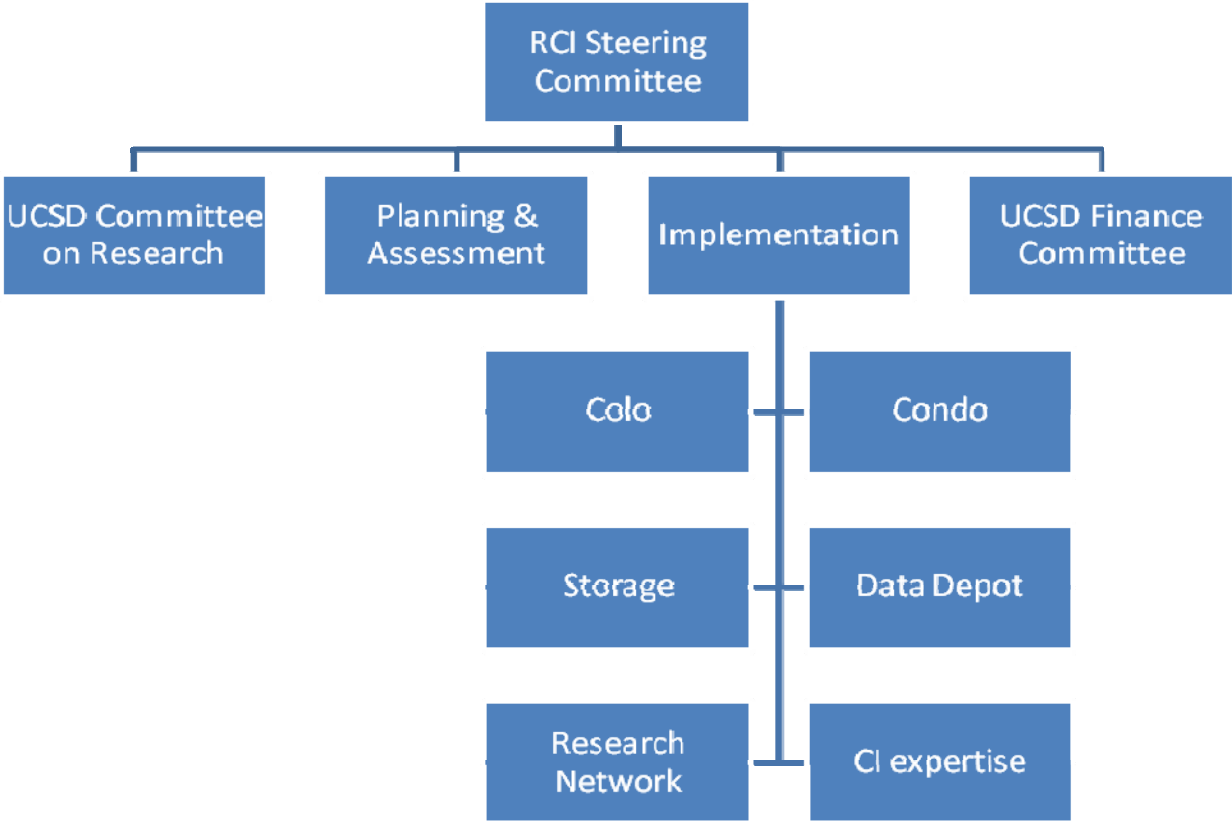 RCI Steering
Committee
UCSD Committee
on Research
Planning &
Assessment
Implementation
UCSD Finance
Committee
Colo
Condo
Storage
Data Depot
Research
Network
CI expertise